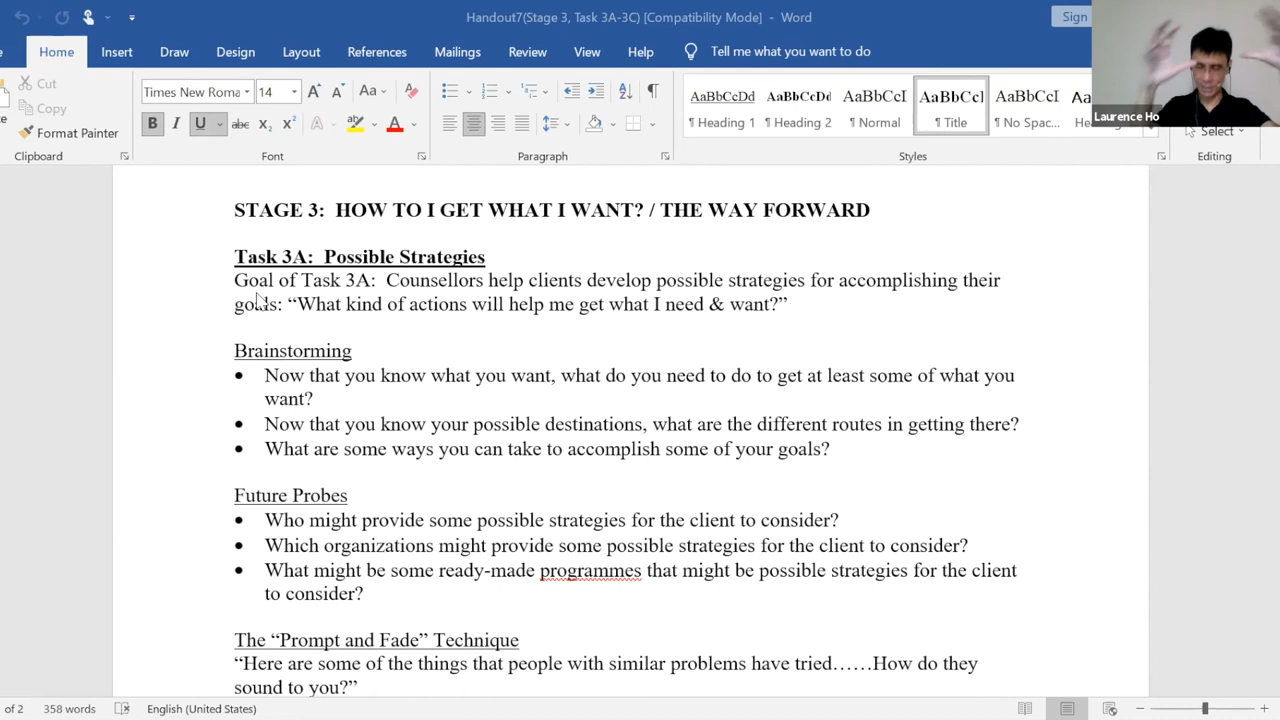 Handout7(Stage 3, Task 3A-3C) [Compatibility Mode] - Word
Sign
Home Insert Draw Design Layout References Mailings Review View Help Tell me what you want to do
Cut
Copy
Format Painter
Times New Roma 14 Aa
B I U abc x₂ x² A A
AaBbCcDd AaBbCcDd AaBbCcI AaBbCcI AaBbCcI
¶ Heading 1 ¶ Heading 2 ¶ Normal ¶ Title ¶ No Spac...
Laurence Ho
Select
Clipboard Font Paragraph Styles Editing
STAGE 3: HOW TO I GET WHAT I WANT? / THE WAY FORWARD
Task 3A: Possible Strategies
Goal of Task 3A: Counsellors help clients develop possible strategies for accomplishing their
goals: “What kind of actions will help me get what I need & want?”
Brainstorming
• Now that you know what you want, what do you need to do to get at least some of what you
want?
• Now that you know your possible destinations, what are the different routes in getting there?
• What are some ways you can take to accomplish some of your goals?
Future Probes
• Who might provide some possible strategies for the client to consider?
• Which organizations might provide some possible strategies for the client to consider?
• What might be some ready-made programmes that might be possible strategies for the client
to consider?
The “Prompt and Fade” Technique
“Here are some of the things that people with similar problems have tried……How do they
sound to you?”
of 2 358 words English (United States)